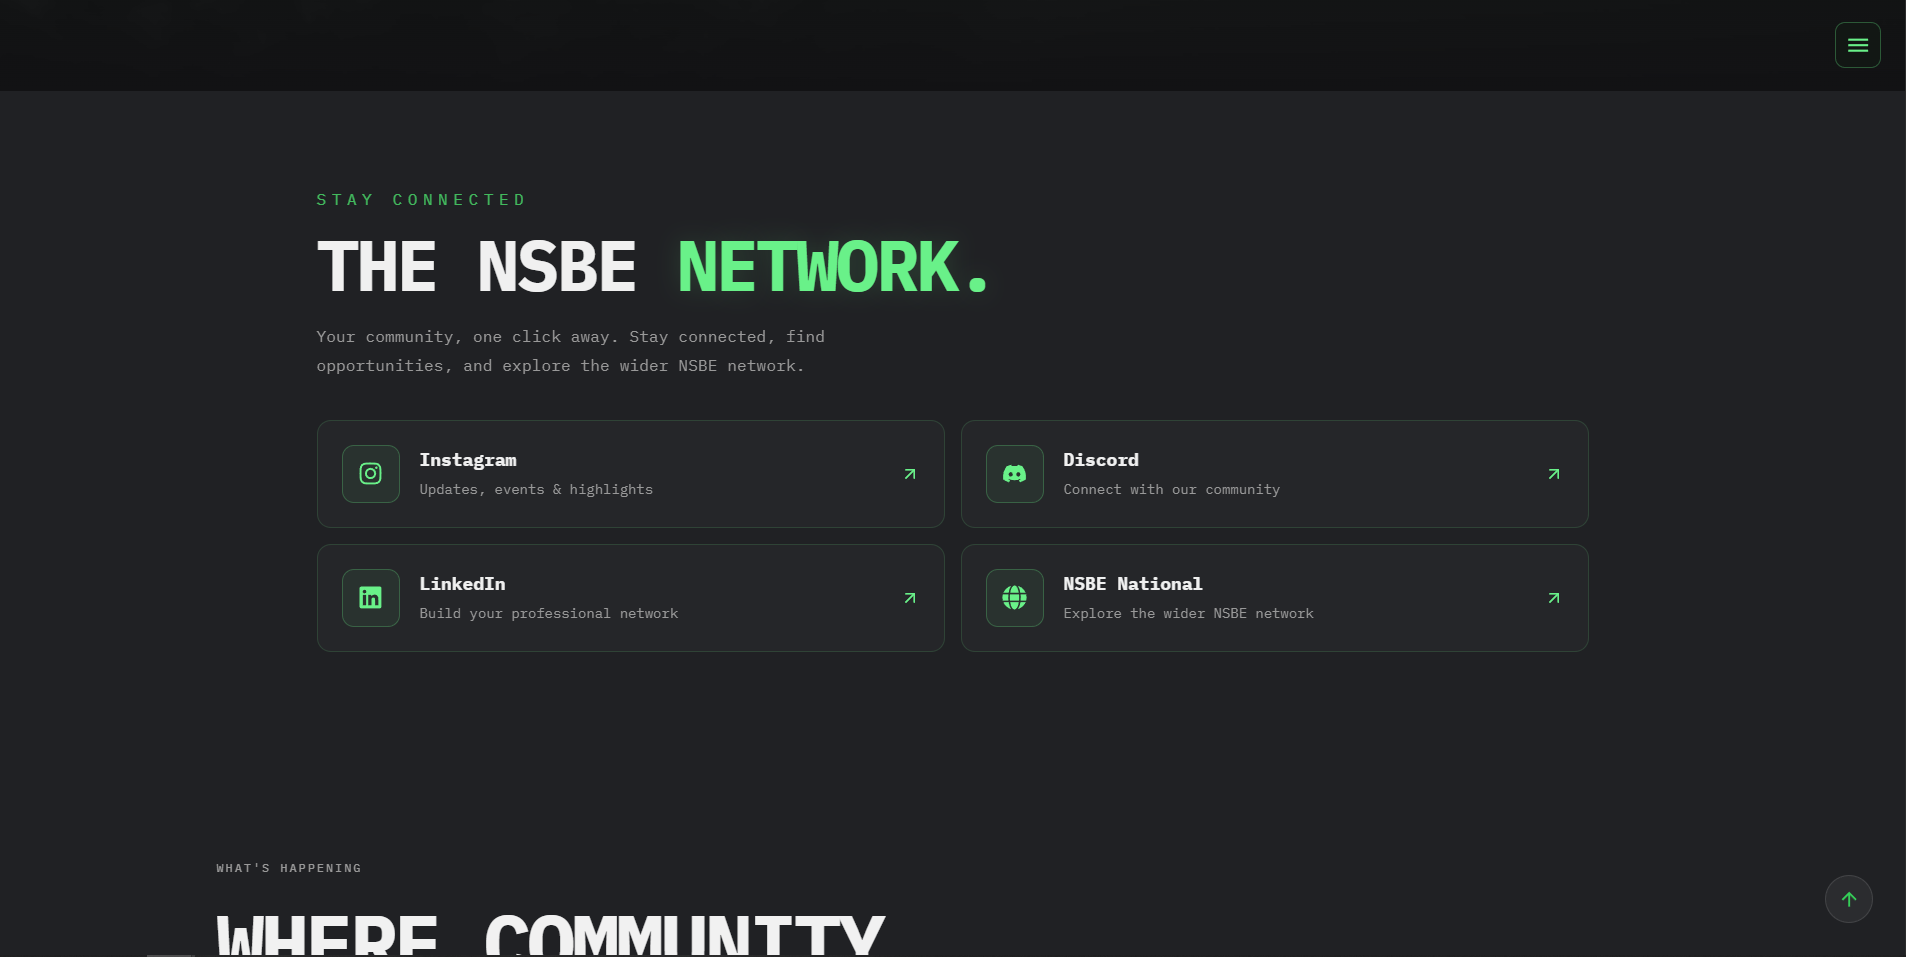 STAY CONNECTED
THE NSBE NETWORK.
Your community, one click away. Stay connected, find
opportunities, and explore the wider NSBE network.
Instagram
Updates, events & highlights
Discord
Connect with our community
LinkedIn
Build your professional network
NSBE National
Explore the wider NSBE network
WHAT'S HAPPENING
WHERE COMMUNITY